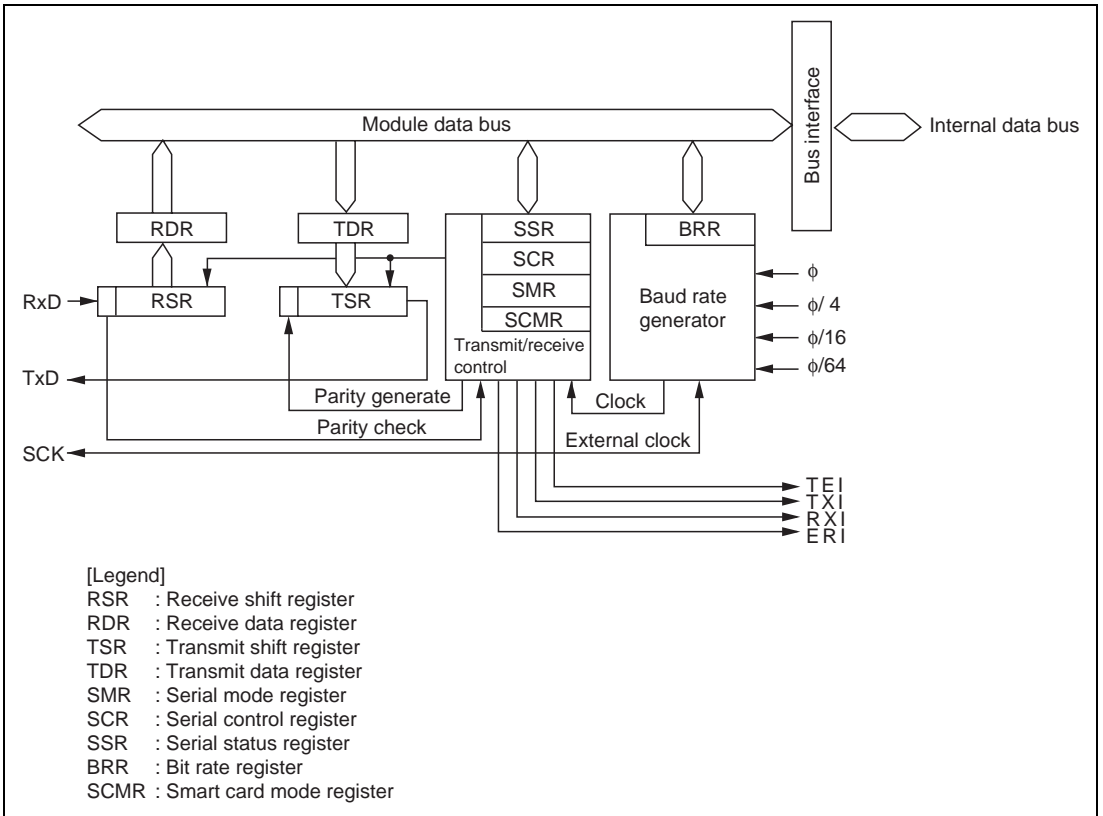 Bus interface
Module data bus
Internal data bus
RDR
TDR
SSR
BRR
SCR
RxD
RSR
TSR
SMR
SCMR
Baud rate
generator
φ
φ/ 4
φ/16
φ/64
Transmit/receive
control
TxD
Parity generate
Clock
Parity check
External clock
SCK
TEI
TXI
RXI
ERI
[Legend]
RSR : Receive shift register
RDR : Receive data register
TSR : Transmit shift register
TDR : Transmit data register
SMR : Serial mode register
SCR : Serial control register
SSR : Serial status register
BRR : Bit rate register
SCMR : Smart card mode register